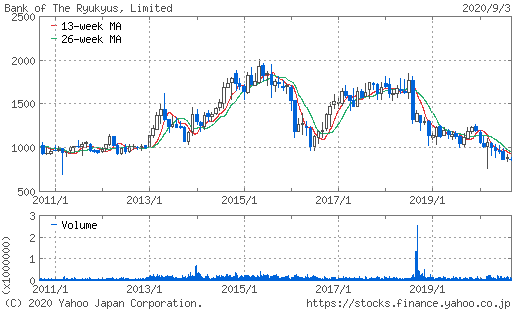 Bank of The Ryukyus, Limited 2020/9/3
2500
13-week MA
26-week MA
2000
1500
1000
500
2011/1 2013/1 2015/1 2017/1 2019/1
3
Volume
2
1
0
(x1000000)
2011/1 2013/1 2015/1 2017/1 2019/1
(C) 2020 Yahoo Japan Corporation. https://stocks.finance.yahoo.co.jp